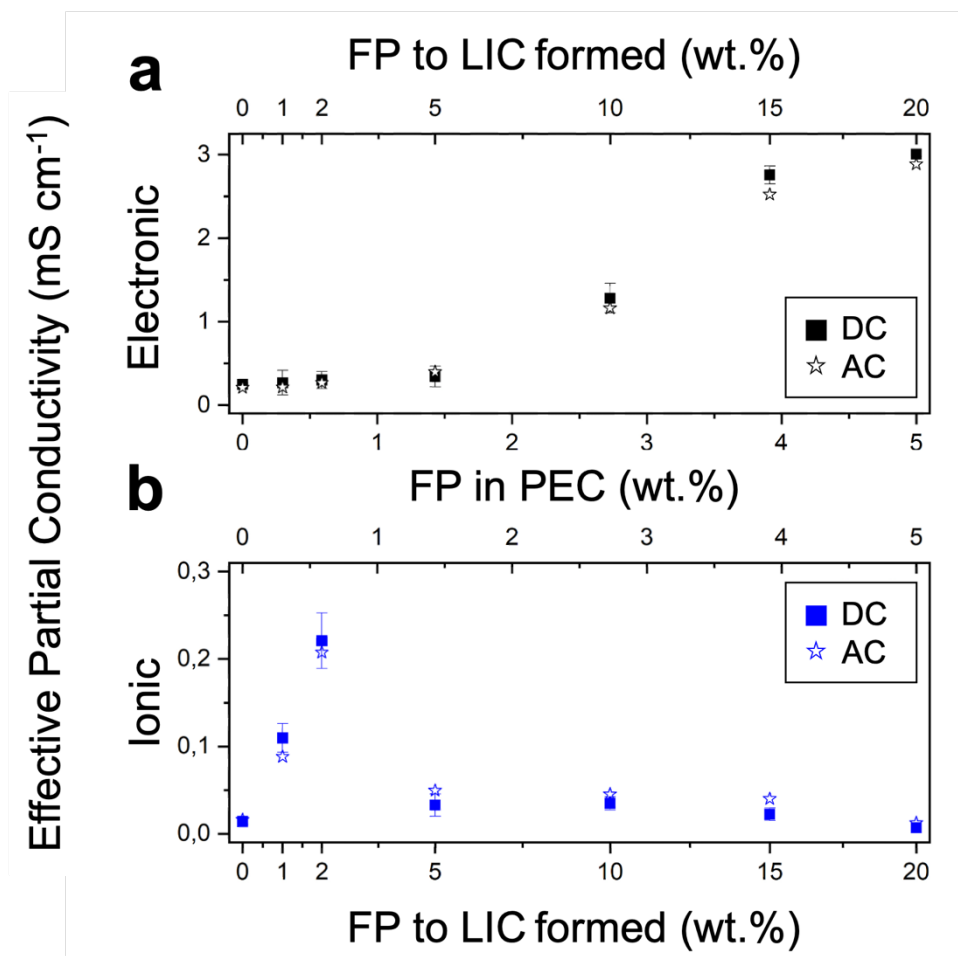 Effective Partial Conductivity (mS cm-1)
a
FP to LIC formed (wt.%)
0 1 2 5 10 15 20
Electronic
3
2
1
0
DC
AC
0 1 2 3 4 5
FP in PEC (wt.%)
b
0 1 2 3 4 5
Ionic
0,3
0,2
0,1
0,0
DC
AC
0 1 2 5 10 15 20
FP to LIC formed (wt.%)